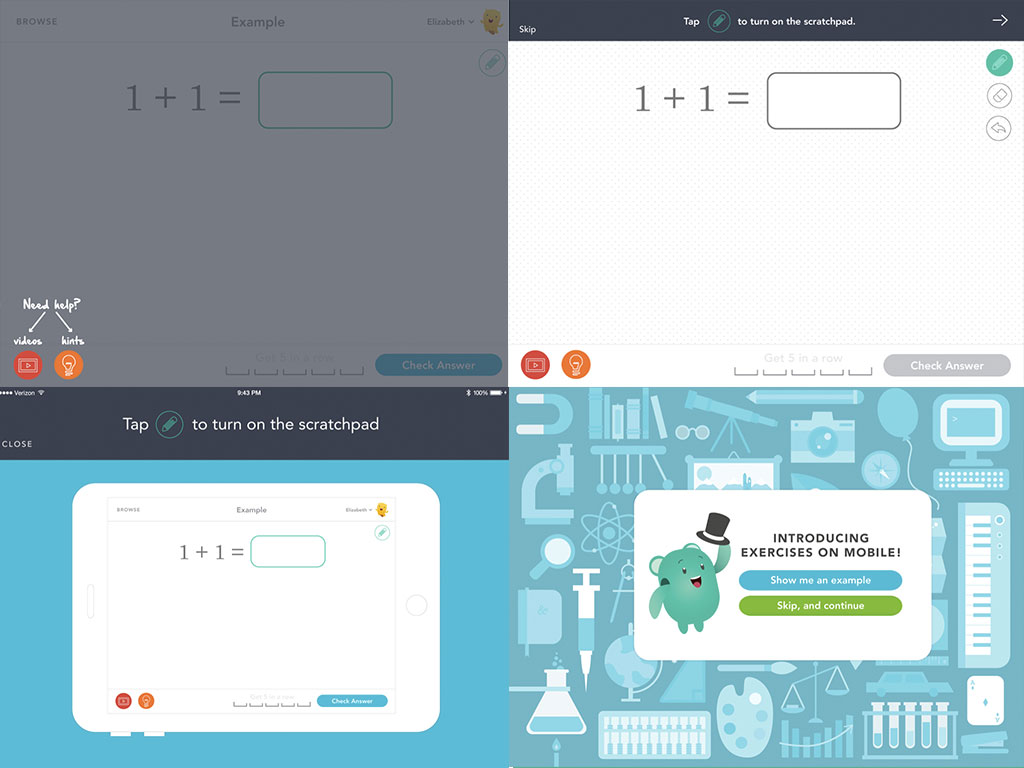 BROWSE
Example
Elizabeth
1 + 1 =
Need help?
videos
hints
Get 5 in a row
Check Answer
Skip
Tap to turn on the scratchpad.
1 + 1 =
Get 5 in a row
Check Answer
Verizon
9:43 PM
100%
CLOSE
Tap to turn on the scratchpad
BROWSE
Example
Elizabeth
1 + 1 =
Get 5 in a row
Check Answer
INTRODUCING
EXERCISES ON MOBILE!
Show me an example
Skip, and continue
>
&
A
A